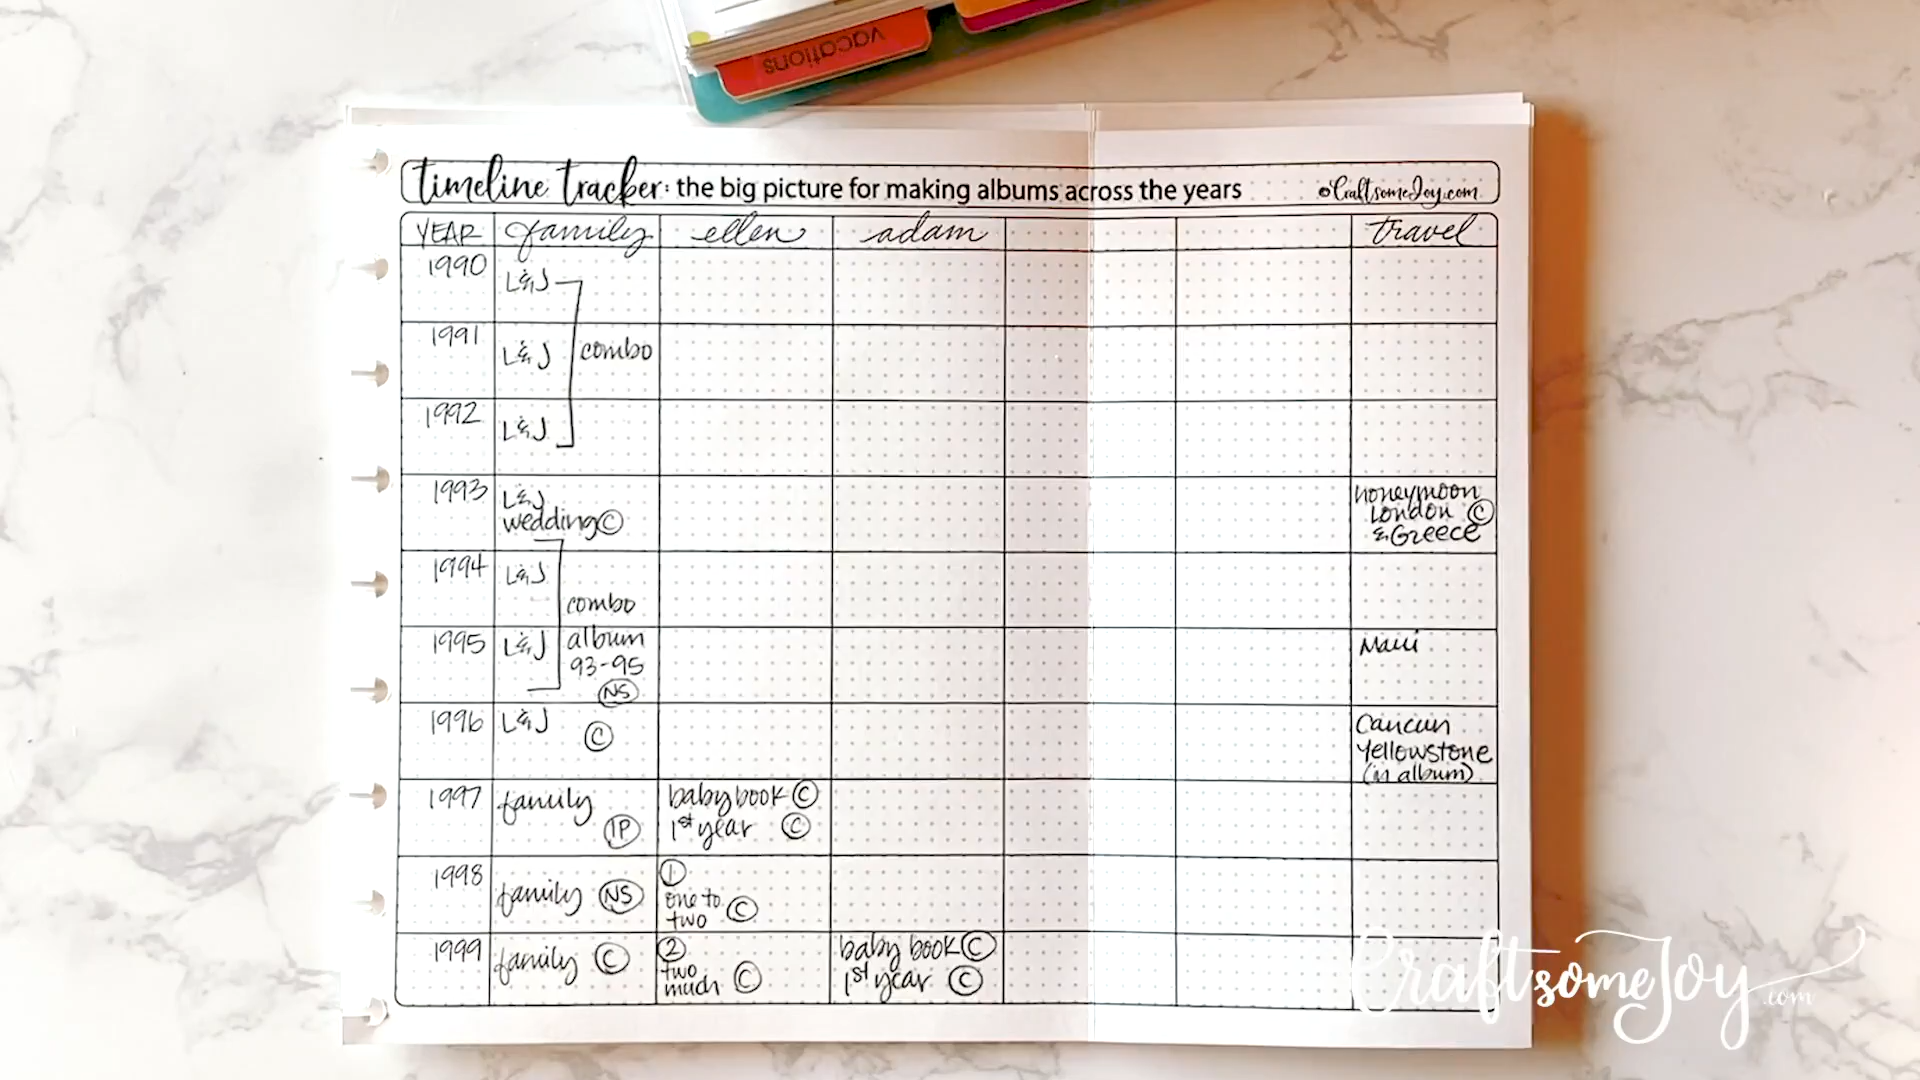 vacations
timeline tracker: the big picture for making albums across the years ©CraftsomeJoy.com
YEAR family ellen adam travel
1990 L&J
1991 L&J combo
1992 L&J
1993 L&J wedding Ⓒ honeymoon London Ⓒ & Greece
1994 L&J combo
1995 L&J album 93-95 NS Maui
1996 L&J Ⓒ Cancun Yellowstone (in album)
1997 family IP baby book Ⓒ 1st year Ⓒ
1998 family NS ① one to two Ⓒ
1999 family Ⓒ ② two much Ⓒ baby book Ⓒ 1st year Ⓒ
CraftsomeJoy.com